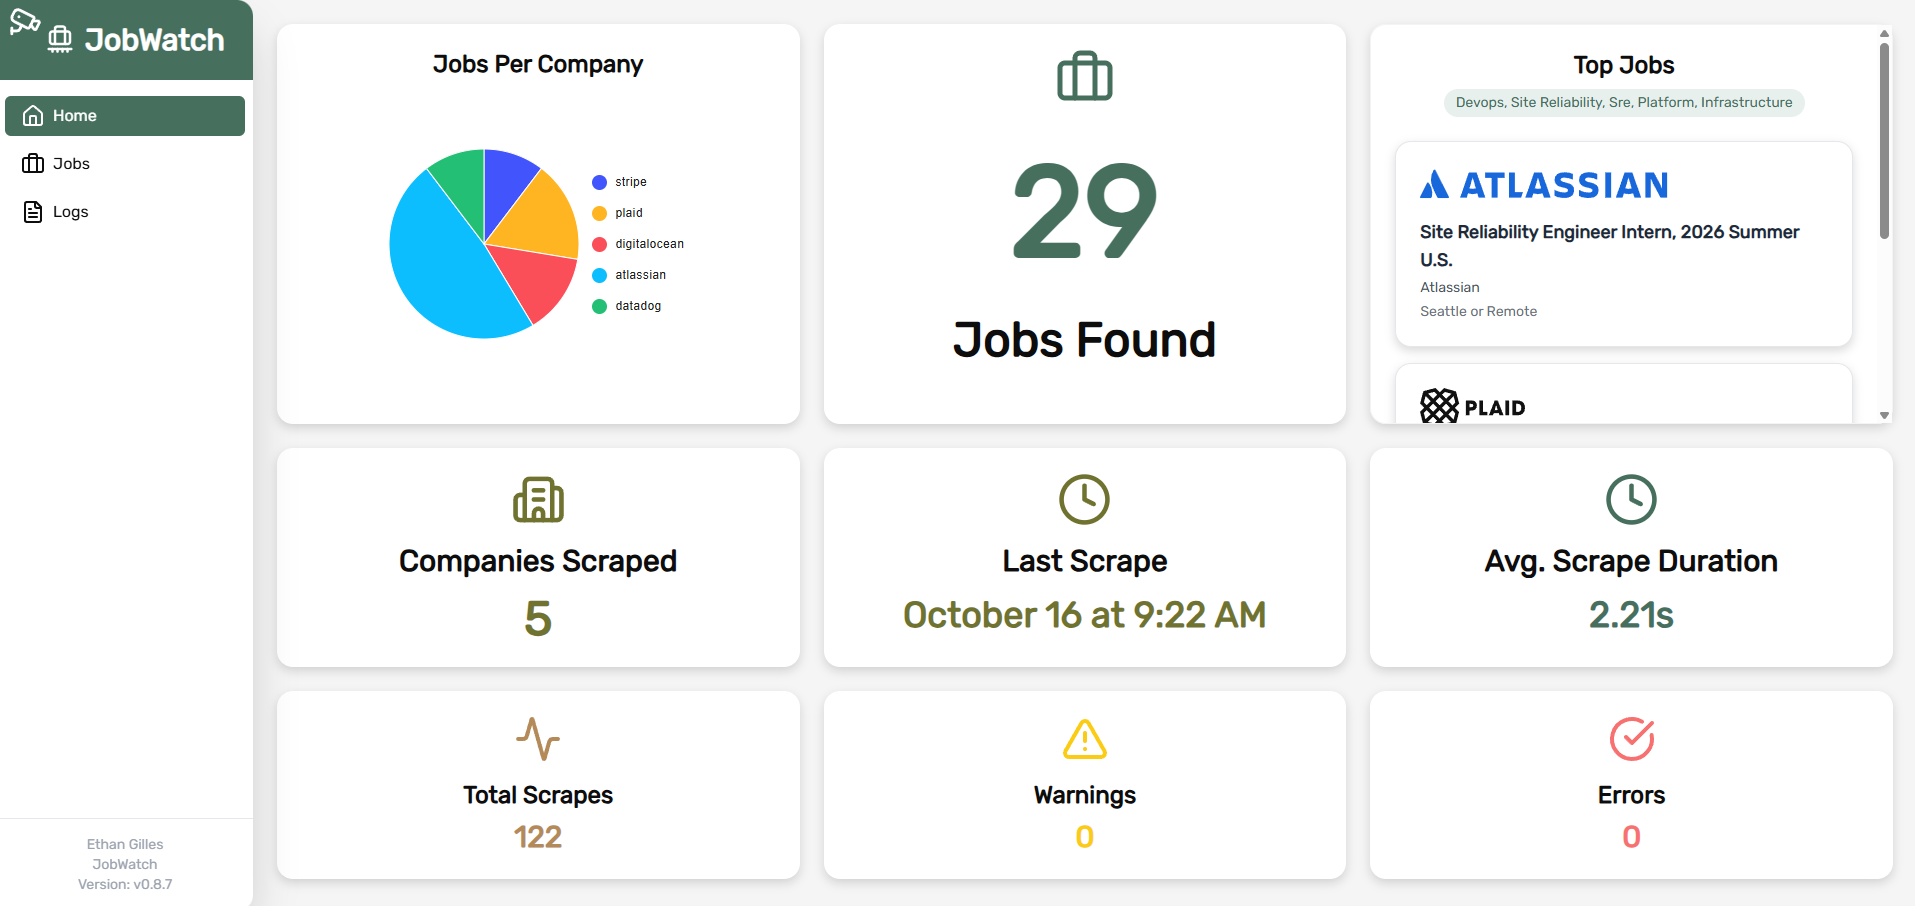 JobWatch
Home
Jobs
Logs
Ethan Gilles
JobWatch
Version: v0.8.7
Jobs Per Company
stripe
plaid
digitalocean
atlassian
datadog
29
Jobs Found
Top Jobs
Devops, Site Reliability, Sre, Platform, Infrastructure
ATLASSIAN
Site Reliability Engineer Intern, 2026 Summer
U.S.
Atlassian
Seattle or Remote
PLAID
Companies Scraped
5
Last Scrape
October 16 at 9:22 AM
Avg. Scrape Duration
2.21s
Total Scrapes
122
Warnings
0
Errors
0